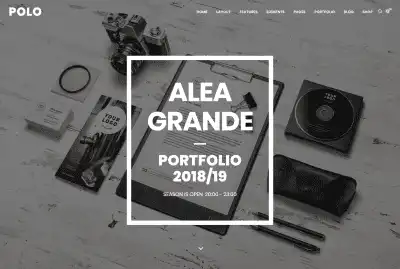 POLO
HOME LAYOUT FEATURES ELEMENTS PAGES PORTFOLIO BLOG SHOP
ALEA
GRANDE
PORTFOLIO
2018/19
SEASON IS OPEN: 20:00 - 23:00
YOUR
LOGO